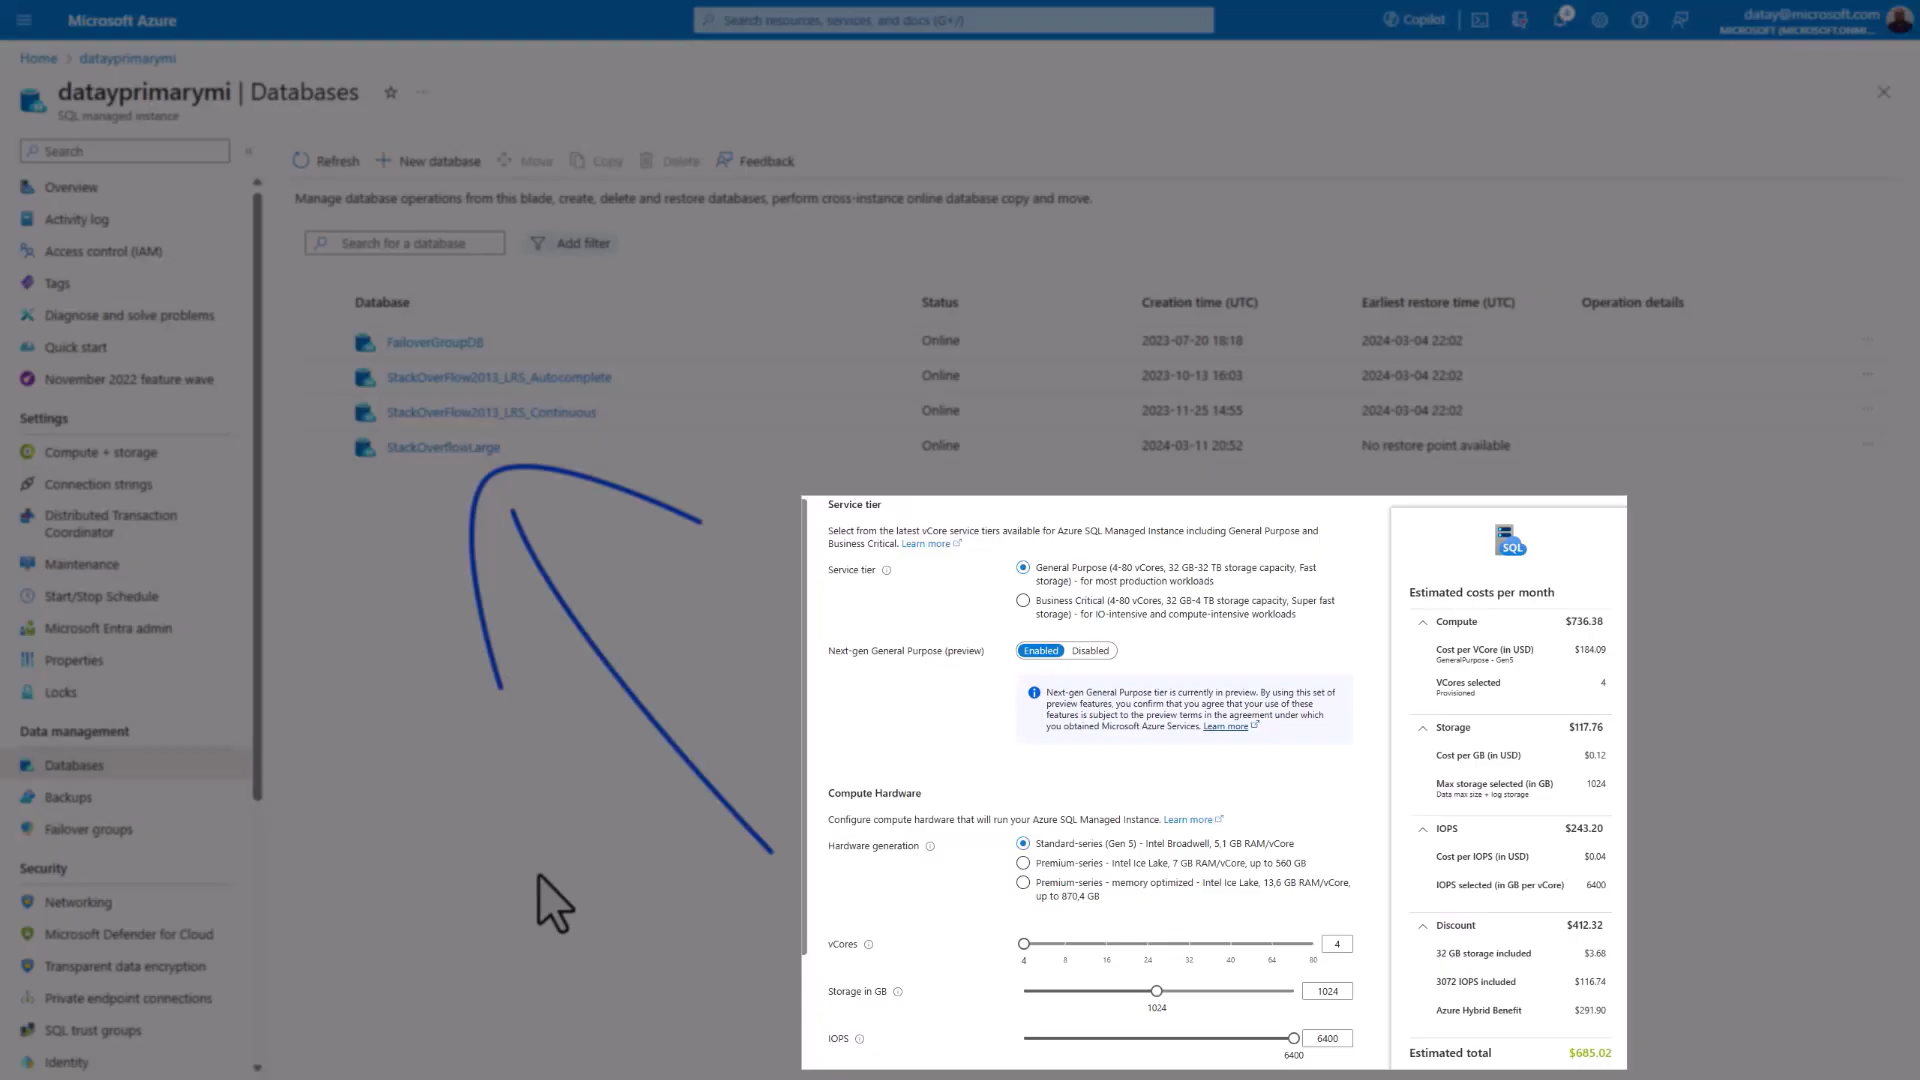 Microsoft Azure
Search resources, services, and docs (G+/)
Copilot
datay@microsoft.com
MICROSOFT (MICROSOFT.ONMI...
Home > datayprimarymi
datayprimarymi | Databases
SQL managed instance
Search
Refresh
New database
Move
Copy
Delete
Feedback
Overview
Activity log
Access control (IAM)
Tags
Diagnose and solve problems
Quick start
November 2022 feature wave
Settings
Compute + storage
Connection strings
Distributed Transaction
Coordinator
Maintenance
Start/Stop Schedule
Microsoft Entra admin
Properties
Locks
Data management
Databases
Backups
Failover groups
Security
Networking
Microsoft Defender for Cloud
Transparent data encryption
Private endpoint connections
SQL trust groups
Identity
Manage database operations from this blade, create, delete and restore databases, perform cross-instance online database copy and move.
Search for a database
Add filter
Database Status Creation time (UTC) Earliest restore time (UTC) Operation details
FailoverGroupDB Online 2023-07-20 18:18 2024-03-04 22:02
StackOverFlow2013_LRS_Autocomplete Online 2023-10-13 16:03 2024-03-04 22:02
StackOverFlow2013_LRS_Continuous Online 2023-11-25 14:55 2024-03-04 22:02
StackOverflowLarge Online 2024-03-11 20:52 No restore point available
Service tier
Select from the latest vCore service tiers available for Azure SQL Managed Instance including General Purpose and
Business Critical. Learn more
Service tier
General Purpose (4-80 vCores, 32 GB-32 TB storage capacity, Fast
storage) - for most production workloads
Business Critical (4-80 vCores, 32 GB-4 TB storage capacity, Super fast
storage) - for IO-intensive and compute-intensive workloads
Next-gen General Purpose (preview)
Enabled Disabled
Next-gen General Purpose tier is currently in preview. By using this set of
preview features, you confirm that you agree that your use of these
features is subject to the preview terms in the agreement under which
you obtained Microsoft Azure Services. Learn more
Compute Hardware
Configure compute hardware that will run your Azure SQL Managed Instance. Learn more
Hardware generation
Standard-series (Gen 5) - Intel Broadwell, 5,1 GB RAM/vCore
Premium-series - Intel Ice Lake, 7 GB RAM/vCore, up to 560 GB
Premium-series - memory optimized - Intel Ice Lake, 13,6 GB RAM/vCore,
up to 870,4 GB
vCores
4
4 8 16 24 32 40 64 80
Storage in GB
1024
1024
IOPS
6400
6400
SQL
Estimated costs per month
Compute $736.38
Cost per VCore (in USD) $184.09
GeneralPurpose - Gen5
VCores selected 4
Provisioned
Storage $117.76
Cost per GB (in USD) $0.12
Max storage selected (in GB) 1024
Data max size + log storage
IOPS $243.20
Cost per IOPS (in USD) $0.04
IOPS selected (in GB per vCore) 6400
Discount $412.32
32 GB storage included $3.68
3072 IOPS included $116.74
Azure Hybrid Benefit $291.90
Estimated total $685.02